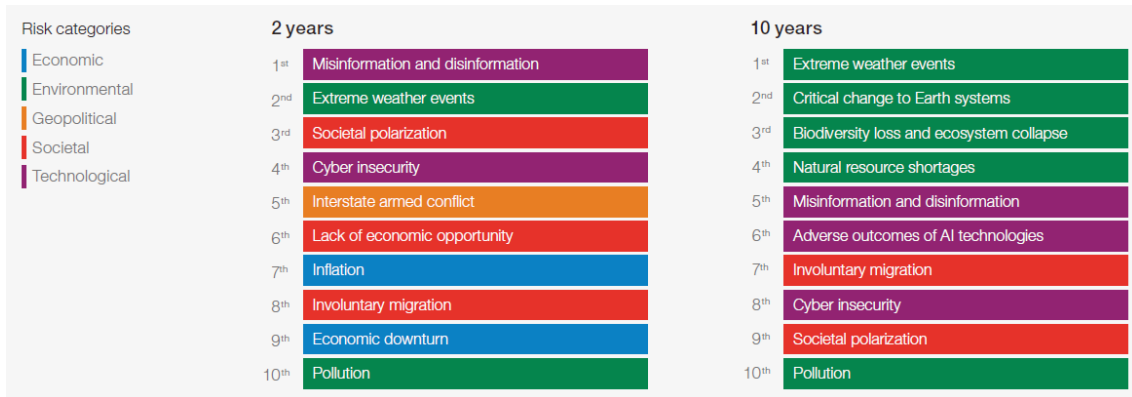 Risk categories
Economic
Environmental
Geopolitical
Societal
Technological
2 years
1st Misinformation and disinformation
2nd Extreme weather events
3rd Societal polarization
4th Cyber insecurity
5th Interstate armed conflict
6th Lack of economic opportunity
7th Inflation
8th Involuntary migration
9th Economic downturn
10th Pollution
10 years
1st Extreme weather events
2nd Critical change to Earth systems
3rd Biodiversity loss and ecosystem collapse
4th Natural resource shortages
5th Misinformation and disinformation
6th Adverse outcomes of AI technologies
7th Involuntary migration
8th Cyber insecurity
9th Societal polarization
10th Pollution